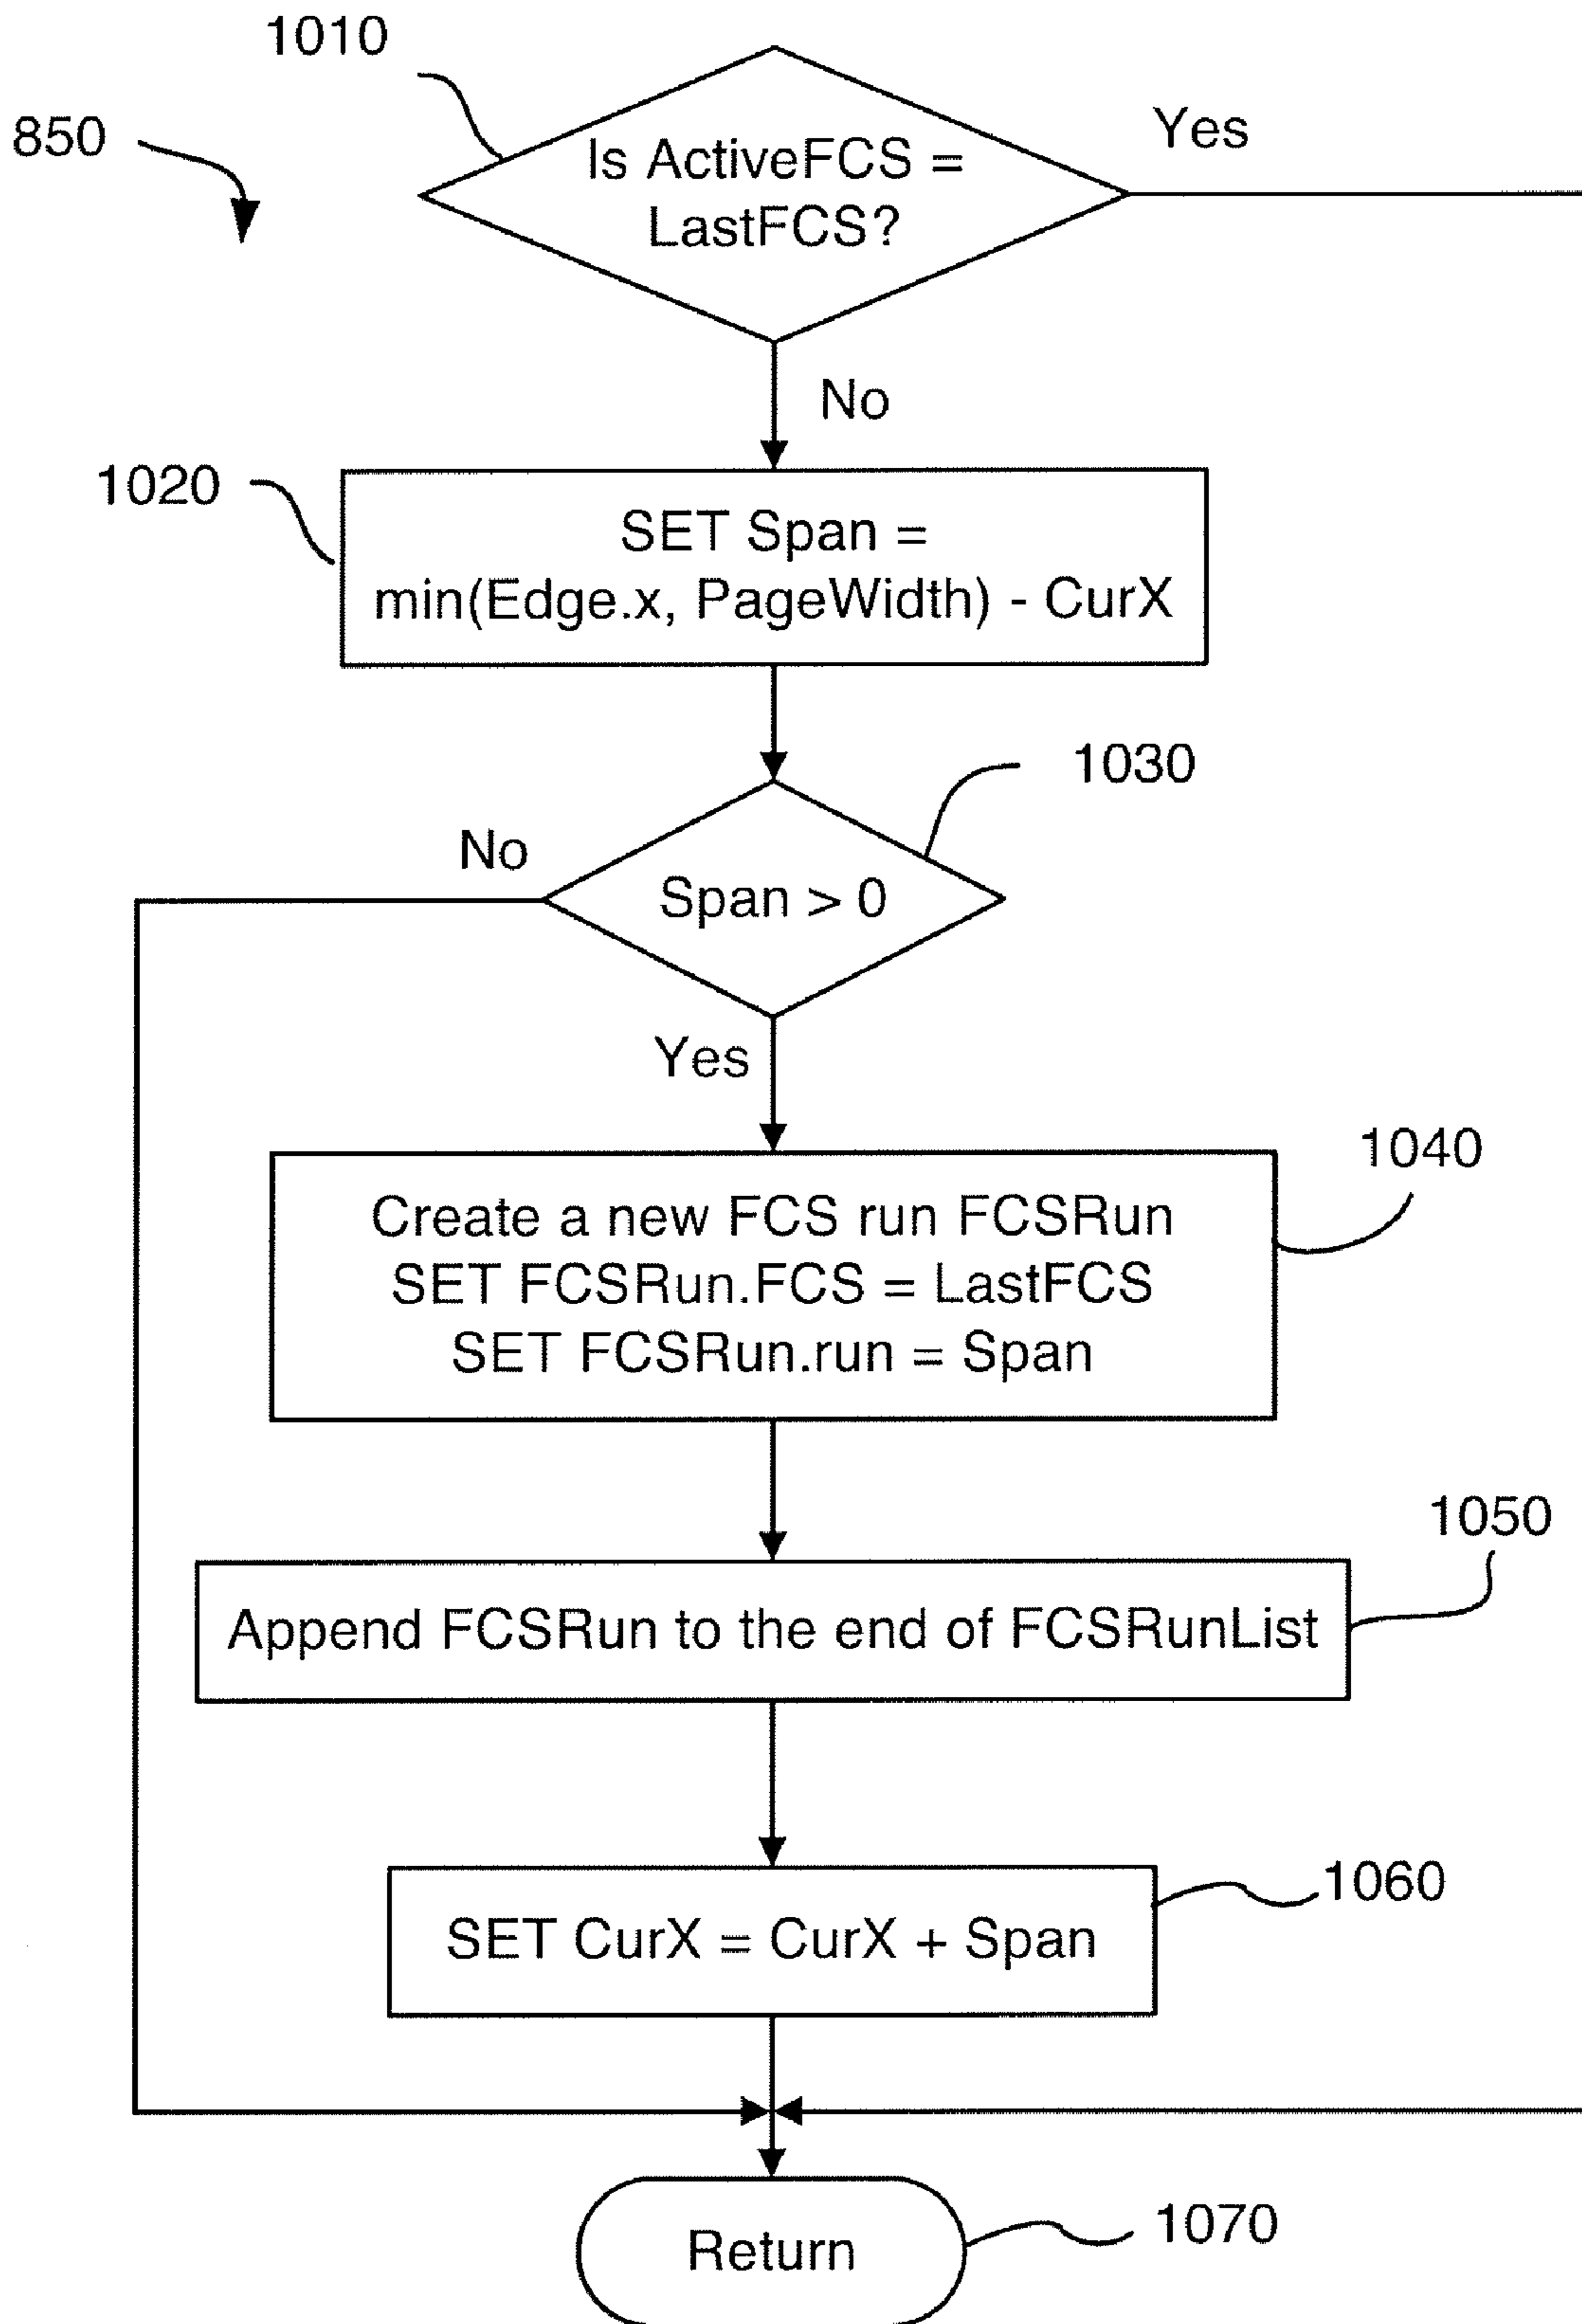 1010
850
Is ActiveFCS =
LastFCS?
Yes
No
1020
SET Span =
min(Edge.x, PageWidth) - CurX
1030
No
Span > 0
Yes
1040
Create a new FCS run FCSRun
SET FCSRun.FCS = LastFCS
SET FCSRun.run = Span
1050
Append FCSRun to the end of FCSRunList
1060
SET CurX = CurX + Span
Return
1070